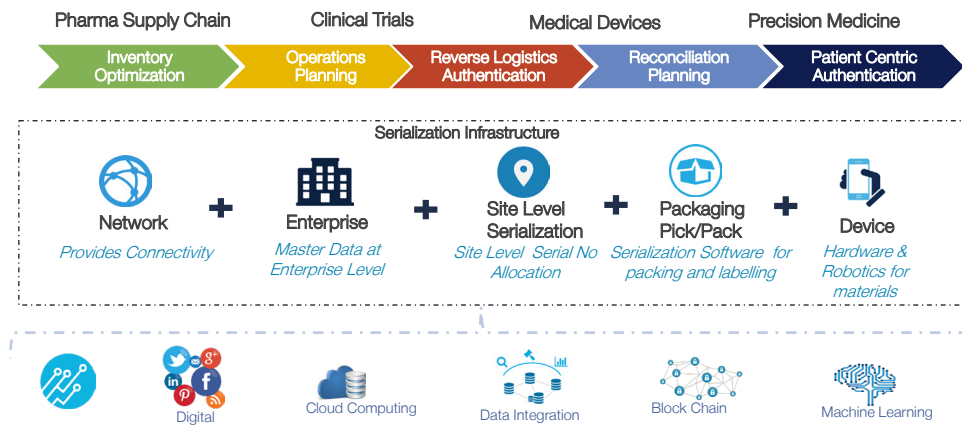 Pharma Supply Chain
Clinical Trials
Medical Devices
Precision Medicine
Inventory
Optimization
Operations
Planning
Reverse Logistics
Authentication
Reconciliation
Planning
Patient Centric
Authentication
Serialization Infrastructure
Network
Provides Connectivity
+
Enterprise
Master Data at
Enterprise Level
+
Site Level
Serialization
Site Level Serial No
Allocation
+
Packaging
Pick/Pack
Serialization Software for
packing and labelling
+
Device
Hardware &
Robotics for
materials
g+
in
f
Digital
Cloud Computing
Data Integration
Block Chain
Machine Learning